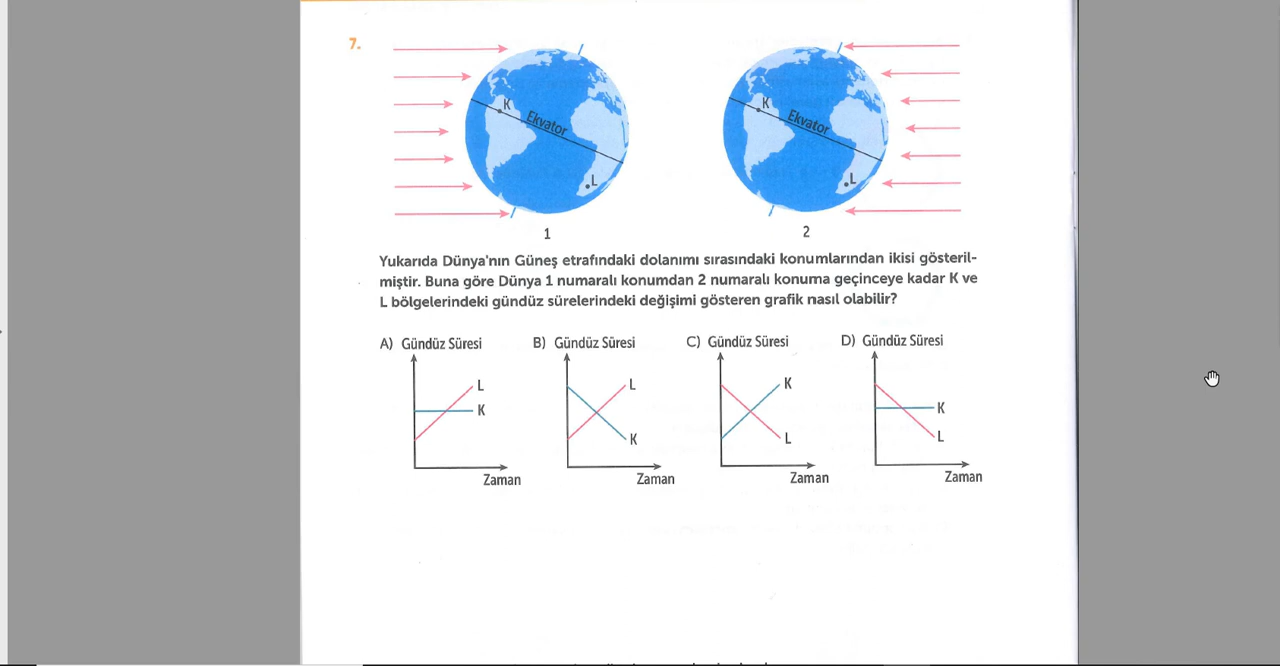 7.
K
Ekvator
L
K
Ekvator
L
1
2
Yukarıda Dünya'nın Güneş etrafındaki dolanımı sırasındaki konumlarından ikisi gösteril-
miştir. Buna göre Dünya 1 numaralı konumdan 2 numaralı konuma geçinceye kadar K ve
L bölgelerindeki gündüz sürelerindeki değişimi gösteren grafik nasıl olabilir?
A) Gündüz Süresi
L
K
Zaman
B) Gündüz Süresi
L
K
Zaman
C) Gündüz Süresi
K
L
Zaman
D) Gündüz Süresi
K
L
Zaman